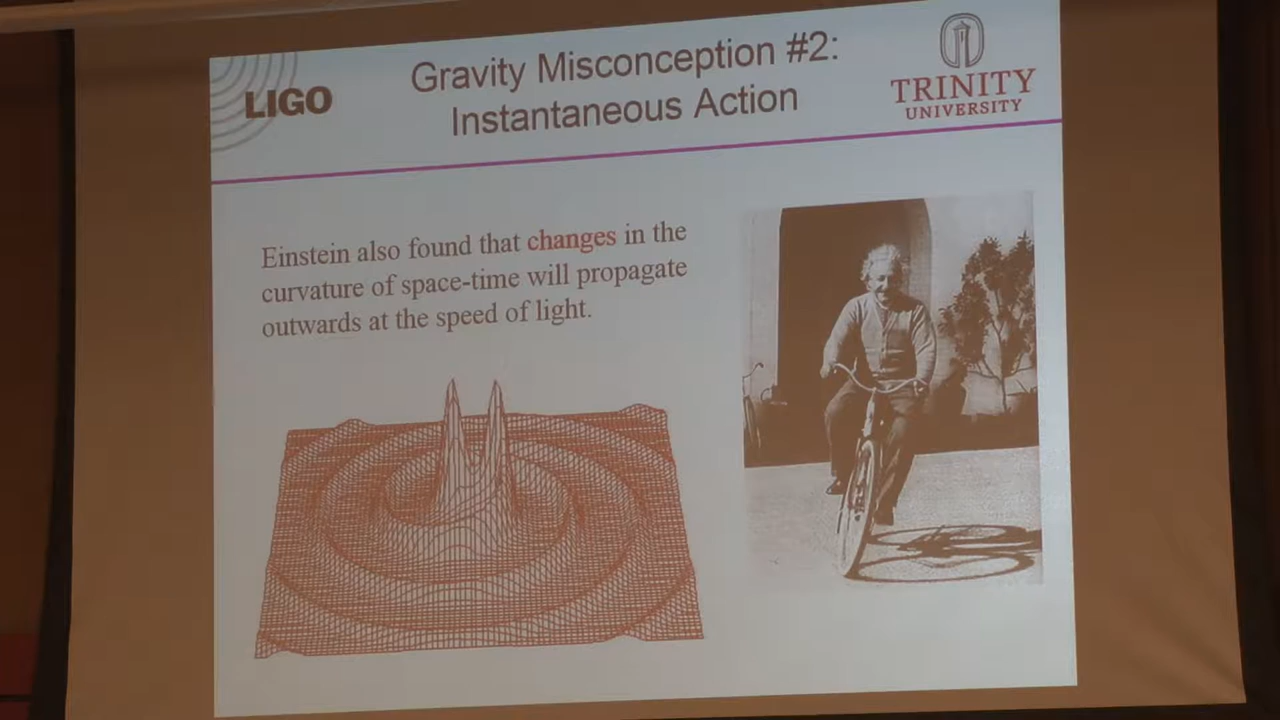 LIGO
Gravity Misconception #2:
Instantaneous Action
TRINITY
UNIVERSITY
Einstein also found that changes in the
curvature of space-time will propagate
outwards at the speed of light.